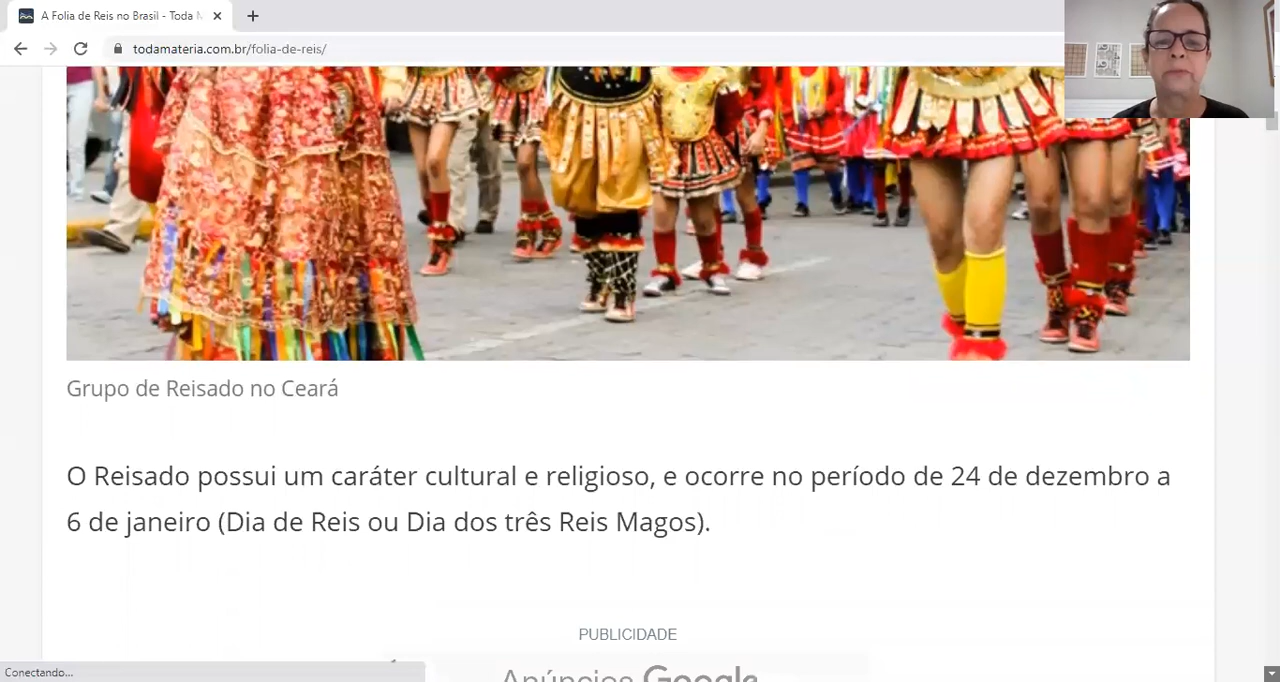 A Folia de Reis no Brasil - Toda M
todamateria.com.br/folia-de-reis/
Grupo de Reisado no Ceará
O Reisado possui um caráter cultural e religioso, e ocorre no período de 24 de dezembro a
6 de janeiro (Dia de Reis ou Dia dos três Reis Magos).
PUBLICIDADE
Anúncios Google
Conectando...